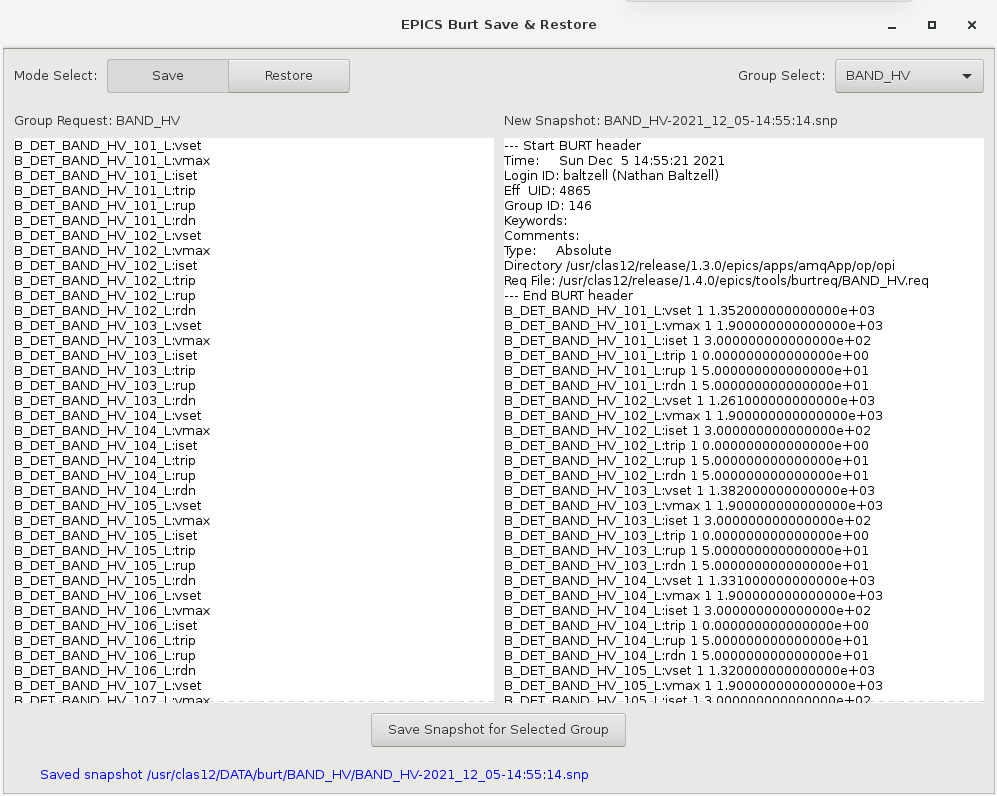 EPICS Burt Save & Restore
Mode Select: Save Restore
Group Select: BAND_HV
Group Request: BAND_HV
B_DET_BAND_HV_101_L:vset
B_DET_BAND_HV_101_L:vmax
B_DET_BAND_HV_101_L:iset
B_DET_BAND_HV_101_L:trip
B_DET_BAND_HV_101_L:rup
B_DET_BAND_HV_101_L:rdn
B_DET_BAND_HV_102_L:vset
B_DET_BAND_HV_102_L:vmax
B_DET_BAND_HV_102_L:iset
B_DET_BAND_HV_102_L:trip
B_DET_BAND_HV_102_L:rup
B_DET_BAND_HV_102_L:rdn
B_DET_BAND_HV_103_L:vset
B_DET_BAND_HV_103_L:vmax
B_DET_BAND_HV_103_L:iset
B_DET_BAND_HV_103_L:trip
B_DET_BAND_HV_103_L:rup
B_DET_BAND_HV_103_L:rdn
B_DET_BAND_HV_104_L:vset
B_DET_BAND_HV_104_L:vmax
B_DET_BAND_HV_104_L:iset
B_DET_BAND_HV_104_L:trip
B_DET_BAND_HV_104_L:rup
B_DET_BAND_HV_104_L:rdn
B_DET_BAND_HV_105_L:vset
B_DET_BAND_HV_105_L:vmax
B_DET_BAND_HV_105_L:iset
B_DET_BAND_HV_105_L:trip
B_DET_BAND_HV_105_L:rup
B_DET_BAND_HV_105_L:rdn
B_DET_BAND_HV_106_L:vset
B_DET_BAND_HV_106_L:vmax
B_DET_BAND_HV_106_L:iset
B_DET_BAND_HV_106_L:trip
B_DET_BAND_HV_106_L:rup
B_DET_BAND_HV_106_L:rdn
B_DET_BAND_HV_107_L:vset
B_DET_BAND_HV_107_L:vmax
New Snapshot: BAND_HV-2021_12_05-14:55:14.snp
--- Start BURT header
Time: Sun Dec 5 14:55:21 2021
Login ID: baltzell (Nathan Baltzell)
Eff UID: 4865
Group ID: 146
Keywords:
Comments:
Type: Absolute
Directory /usr/clas12/release/1.3.0/epics/apps/amqApp/op/opi
Req File: /usr/clas12/release/1.4.0/epics/tools/burtreq/BAND_HV.req
--- End BURT header
B_DET_BAND_HV_101_L:vset 1 1.352000000000000e+03
B_DET_BAND_HV_101_L:vmax 1 1.900000000000000e+03
B_DET_BAND_HV_101_L:iset 1 3.000000000000000e+02
B_DET_BAND_HV_101_L:trip 1 0.000000000000000e+00
B_DET_BAND_HV_101_L:rup 1 5.000000000000000e+01
B_DET_BAND_HV_101_L:rdn 1 5.000000000000000e+01
B_DET_BAND_HV_102_L:vset 1 1.261000000000000e+03
B_DET_BAND_HV_102_L:vmax 1 1.900000000000000e+03
B_DET_BAND_HV_102_L:iset 1 3.000000000000000e+02
B_DET_BAND_HV_102_L:trip 1 0.000000000000000e+00
B_DET_BAND_HV_102_L:rup 1 5.000000000000000e+01
B_DET_BAND_HV_102_L:rdn 1 5.000000000000000e+01
B_DET_BAND_HV_103_L:vset 1 1.382000000000000e+03
B_DET_BAND_HV_103_L:vmax 1 1.900000000000000e+03
B_DET_BAND_HV_103_L:iset 1 3.000000000000000e+02
B_DET_BAND_HV_103_L:trip 1 0.000000000000000e+00
B_DET_BAND_HV_103_L:rup 1 5.000000000000000e+01
B_DET_BAND_HV_103_L:rdn 1 5.000000000000000e+01
B_DET_BAND_HV_104_L:vset 1 1.331000000000000e+03
B_DET_BAND_HV_104_L:vmax 1 1.900000000000000e+03
B_DET_BAND_HV_104_L:iset 1 3.000000000000000e+02
B_DET_BAND_HV_104_L:trip 1 0.000000000000000e+00
B_DET_BAND_HV_104_L:rup 1 5.000000000000000e+01
B_DET_BAND_HV_104_L:rdn 1 5.000000000000000e+01
B_DET_BAND_HV_105_L:vset 1 1.320000000000000e+03
B_DET_BAND_HV_105_L:vmax 1 1.900000000000000e+03
B_DET_BAND_HV_105_L:iset 1 3.000000000000000e+02
Save Snapshot for Selected Group
Saved snapshot /usr/clas12/DATA/burt/BAND_HV/BAND_HV-2021_12_05-14:55:14.snp